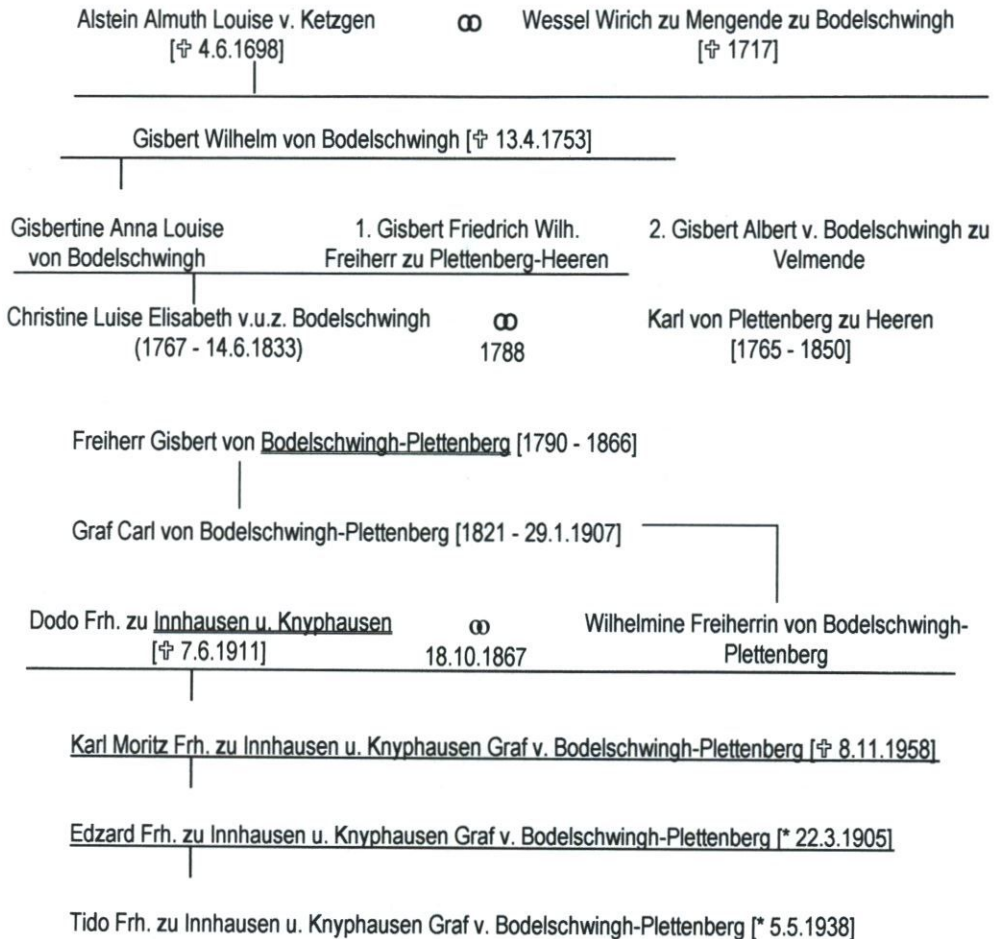 Alstein Almuth Louise v. Ketzgen ꝏ Wessel Wirich zu Mengende zu Bodelschwingh
[✞ 4.6.1698] [✞ 1717]
Gisbert Wilhelm von Bodelschwingh [✞ 13.4.1753]
Gisbertine Anna Louise 1. Gisbert Friedrich Wilh. 2. Gisbert Albert v. Bodelschwingh zu
von Bodelschwingh Freiherr zu Plettenberg-Heeren Velmende
Christine Luise Elisabeth v.u.z. Bodelschwingh ꝏ Karl von Plettenberg zu Heeren
(1767 - 14.6.1833) 1788 [1765 - 1850]
Freiherr Gisbert von Bodelschwingh-Plettenberg [1790 - 1866]
Graf Carl von Bodelschwingh-Plettenberg [1821 - 29.1.1907]
Dodo Frh. zu Innhausen u. Knyphausen ꝏ Wilhelmine Freiherrin von Bodelschwingh-
[✞ 7.6.1911] 18.10.1867 Plettenberg
Karl Moritz Frh. zu Innhausen u. Knyphausen Graf v. Bodelschwingh-Plettenberg [✞ 8.11.1958]
Edzard Frh. zu Innhausen u. Knyphausen Graf v. Bodelschwingh-Plettenberg [* 22.3.1905]
Tido Frh. zu Innhausen u. Knyphausen Graf v. Bodelschwingh-Plettenberg [* 5.5.1938]